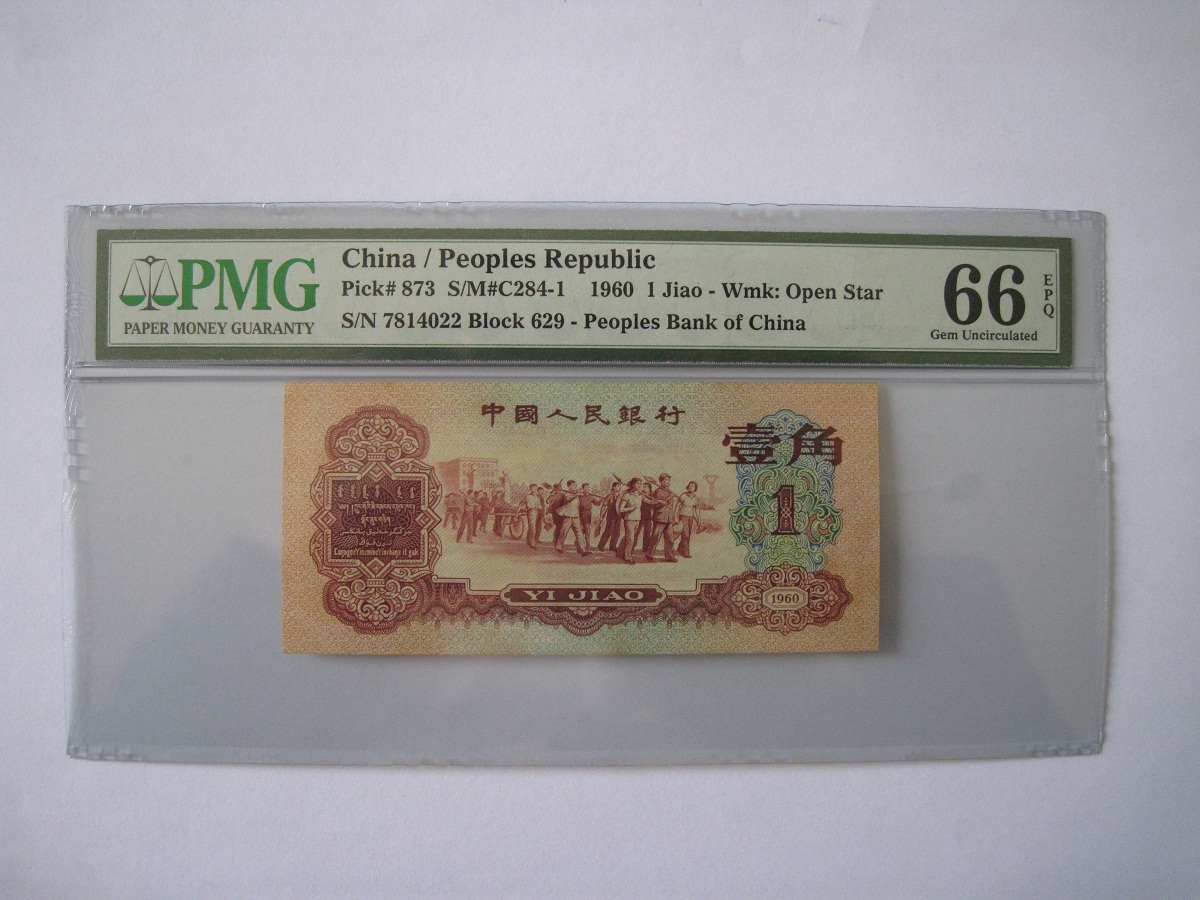 PMG
PAPER MONEY GUARANTY
China / Peoples Republic
Pick# 873 S/M#C284-1 1960 1 Jiao - Wmk: Open Star
S/N 7814022 Block 629 - Peoples Bank of China
66
EPQ
Gem Uncirculated
中國人民銀行
壹角
1
YI JIAO
1960